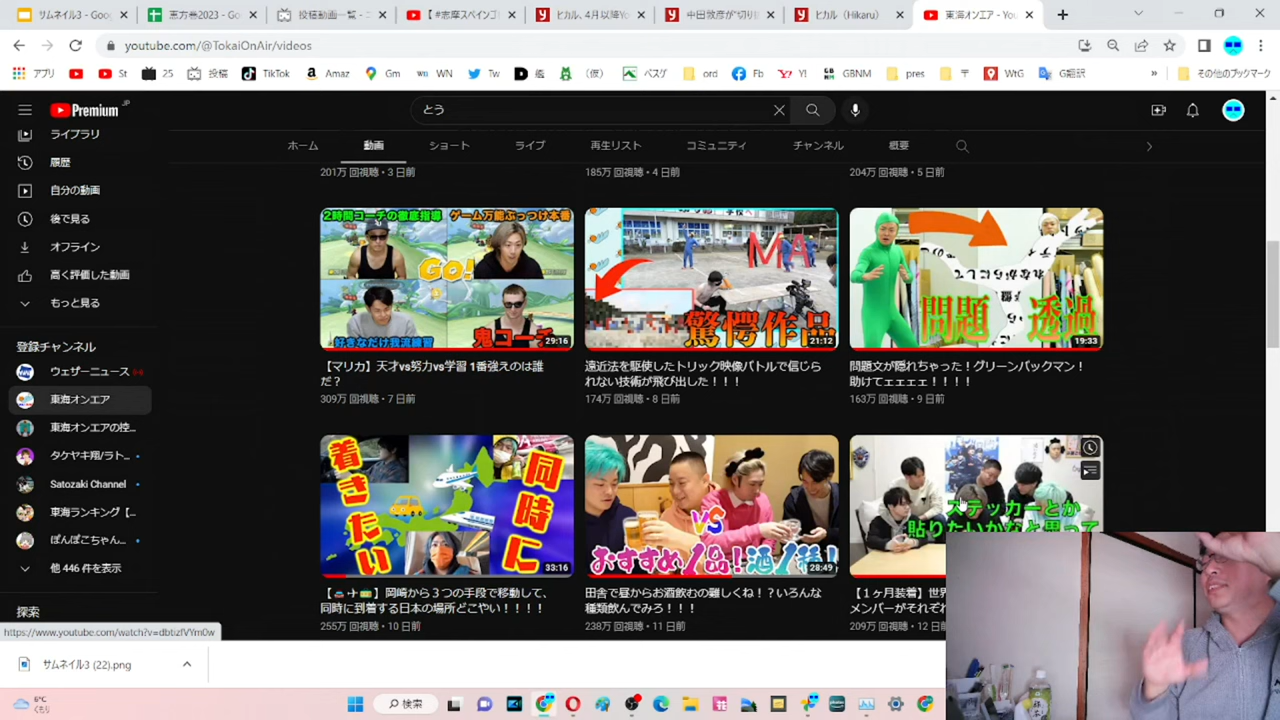 サムネイル3 - Goo
恵方巻2023 - Go
投稿動画一覧 - ニ
【 #志摩スペインコ
ヒカル、4月以降Yo
中田敦彦が"切り
ヒカル（Hikaru）
東海オンエア - You
youtube.com/@TokaiOnAir/videos
アプリ
St
25
投稿
TikTok
Amaz
Gm
WN
Tw
艦
（仮）
バスゲ
ord
Fb
Y!
GBNM
pres
〒
WtG
G翻訳
»
その他のブックマーク
Premium JP
とう
ホーム 動画 ショート ライブ 再生リスト コミュニティ チャンネル 概要
ライブラリ
履歴
自分の動画
後で見る
オフライン
高く評価した動画
もっと見る
登録チャンネル
ウェザーニュース
東海オンエア
東海オンエアの控...
タケヤキ翔/ラト...
Satozaki Channel
東海ランキング【...
ぽんぽこちゃん...
他 446 件を表示
探索
201万 回視聴・3 日前
185万 回視聴・4 日前
204万 回視聴・5 日前
2時間コーチの徹底指導
ゲーム万能ぶっつけ本番
GO!
好きなだけ我流練習
鬼コーチ
29:16
【マリカ】天才vs努力vs学習 1番強えのは誰
だ？
309万 回視聴・7 日前
MA
驚愕作品
21:12
遠近法を駆使したトリック映像バトルで信じら
れない技術が飛び出した！！！
174万 回視聴・8 日前
問題 透過
19:33
問題文が隠れちゃった！グリーンバックマン！
助けてェェェェ！！！！
163万 回視聴・9 日前
着きたい
同時に
33:16
【🚘✈🚃】岡崎から３つの手段で移動して、
同時に到着する日本の場所どこやい！！！！
255万 回視聴・10 日前
VS
おすすめ1品！酒1種！
28:49
田舎で昼からお酒飲むの難しくね！？いろんな
種類飲んでみろ！！！
238万 回視聴・11 日前
ステッカーとか
貼りたいかなと思って
【１ヶ月装着】世界
メンバーがそれぞれ
209万 回視聴・12 日前
https://www.youtube.com/watch?v=dbtizfVYm0w
サムネイル3 (22).png
6°C
くもり
検索